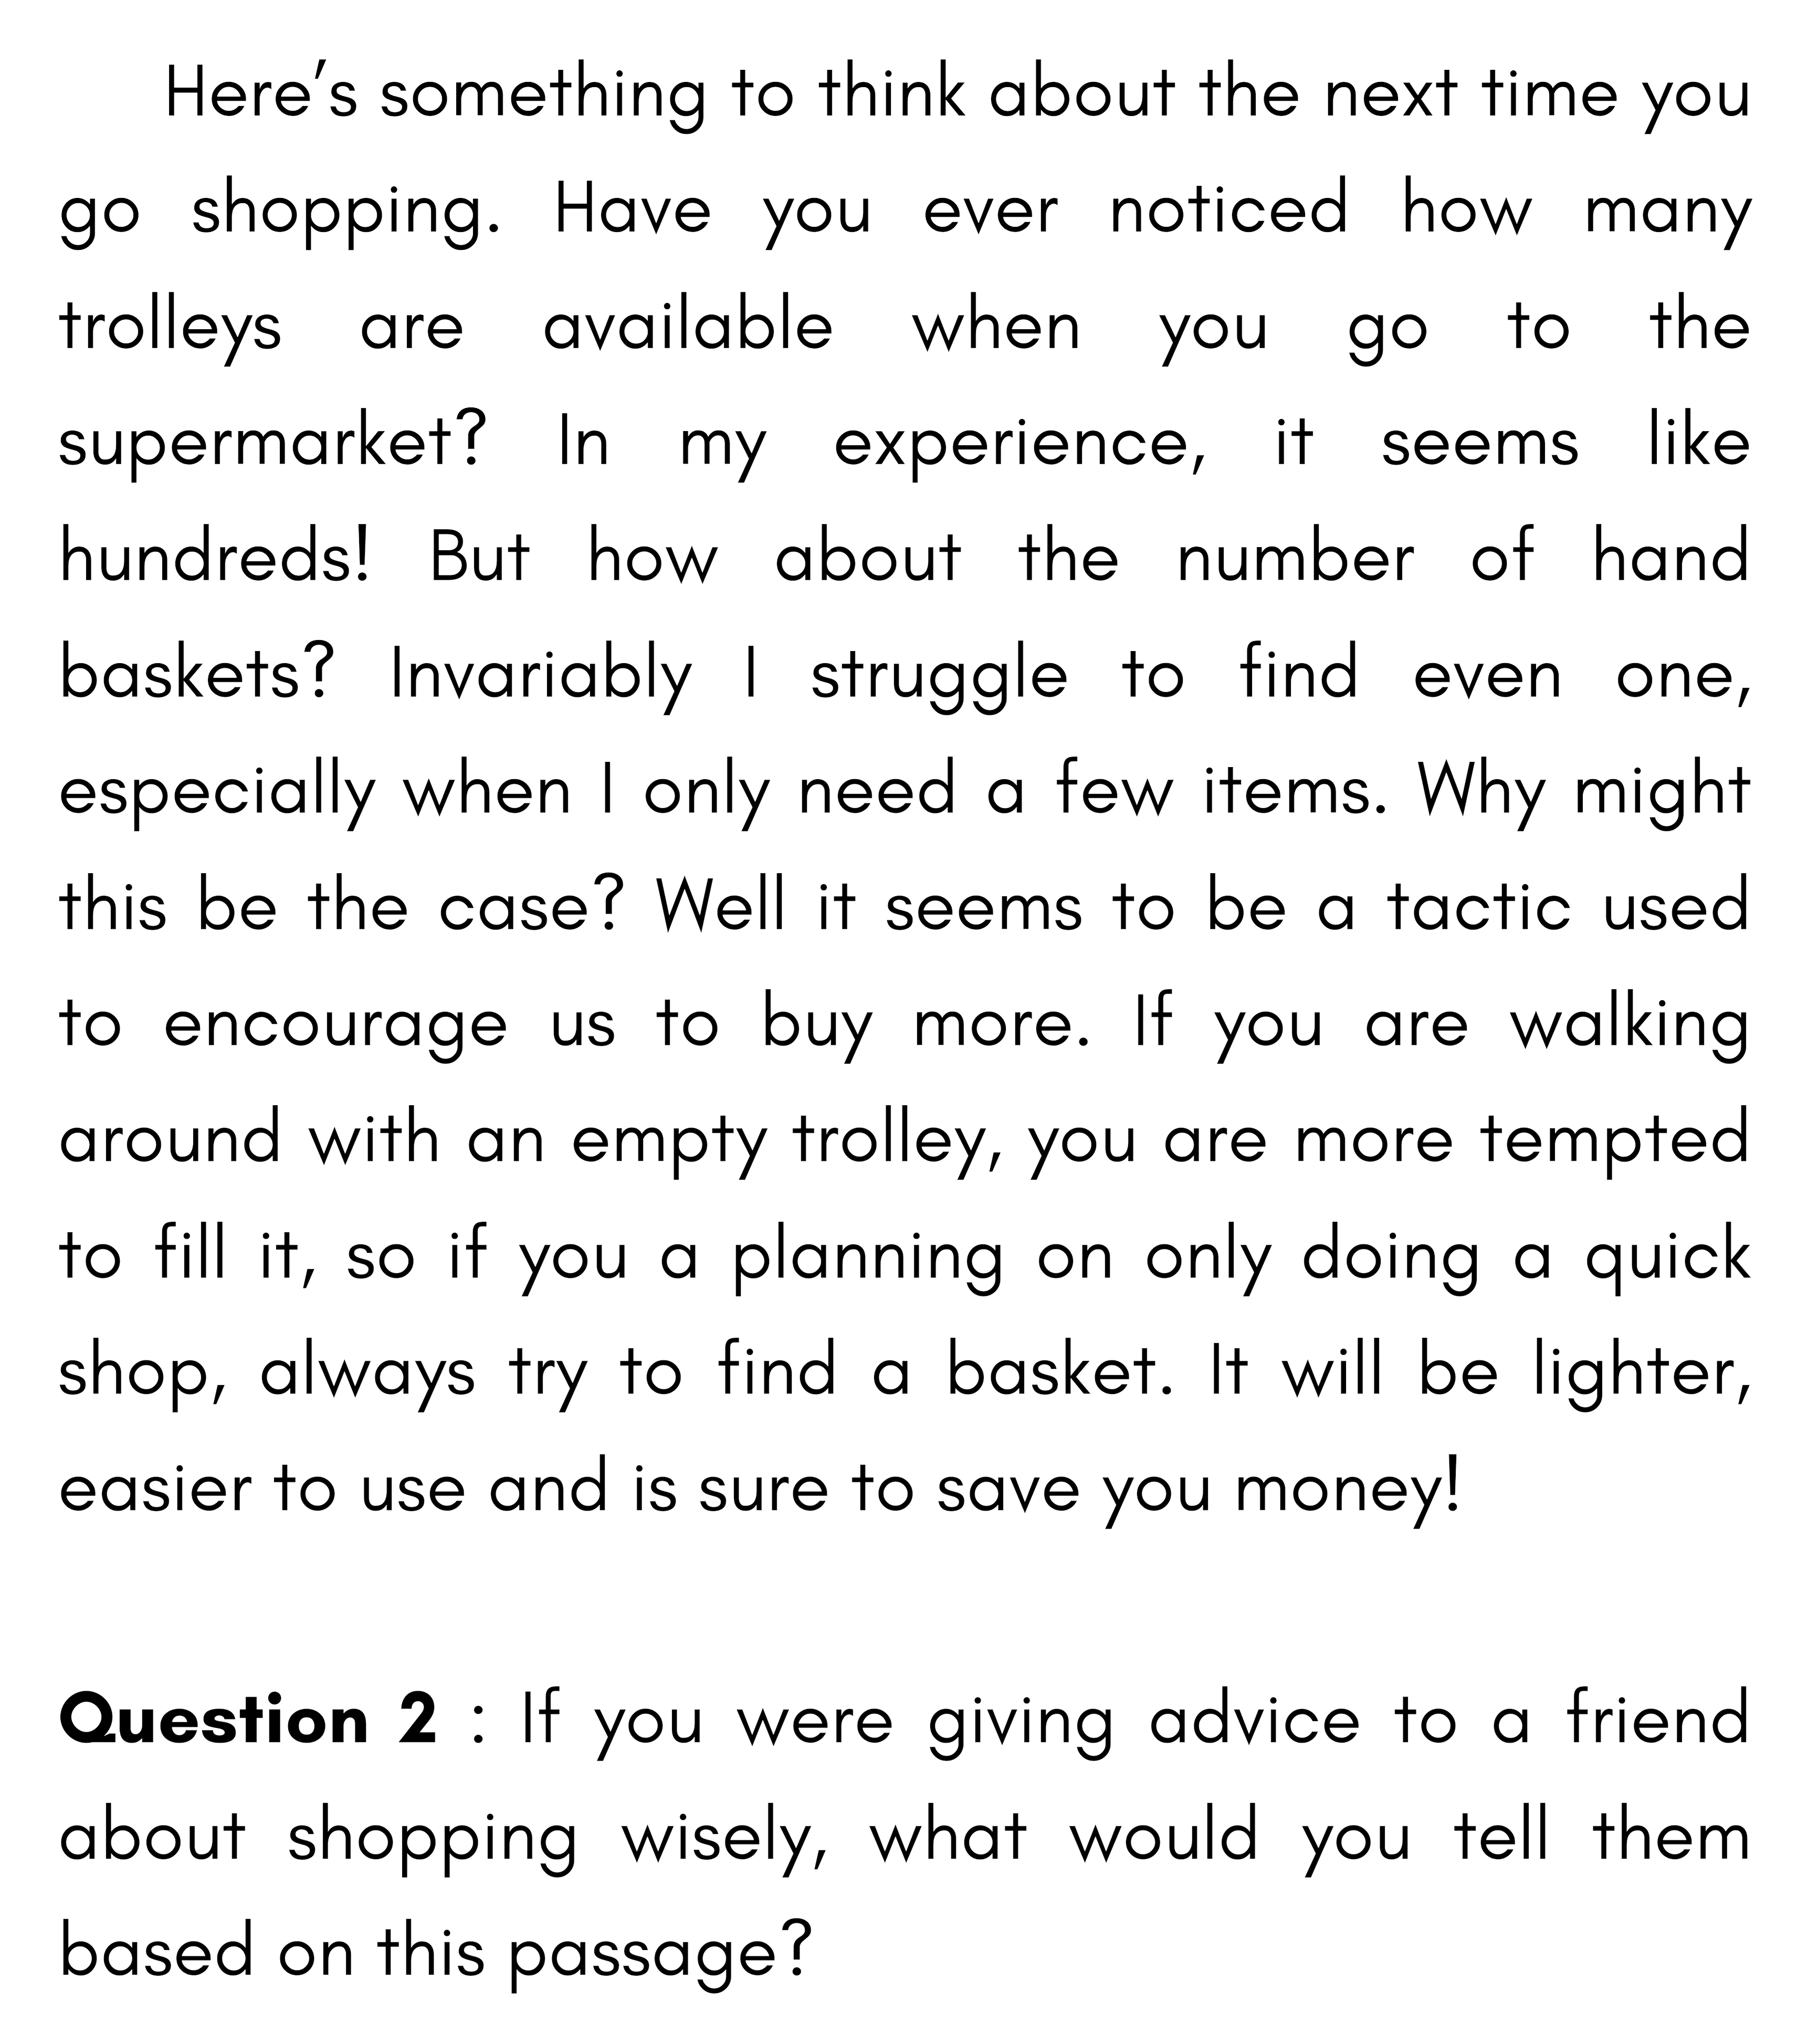 Here’s something to think about the next time you
go shopping. Have you ever noticed how many
trolleys are available when you go to the
supermarket? In my experience, it seems like
hundreds! But how about the number of hand
baskets? Invariably I struggle to find even one,
especially when I only need a few items. Why might
this be the case? Well it seems to be a tactic used
to encourage us to buy more. If you are walking
around with an empty trolley, you are more tempted
to fill it, so if you a planning on only doing a quick
shop, always try to find a basket. It will be lighter,
easier to use and is sure to save you money!
Question 2 : If you were giving advice to a friend
about shopping wisely, what would you tell them
based on this passage?